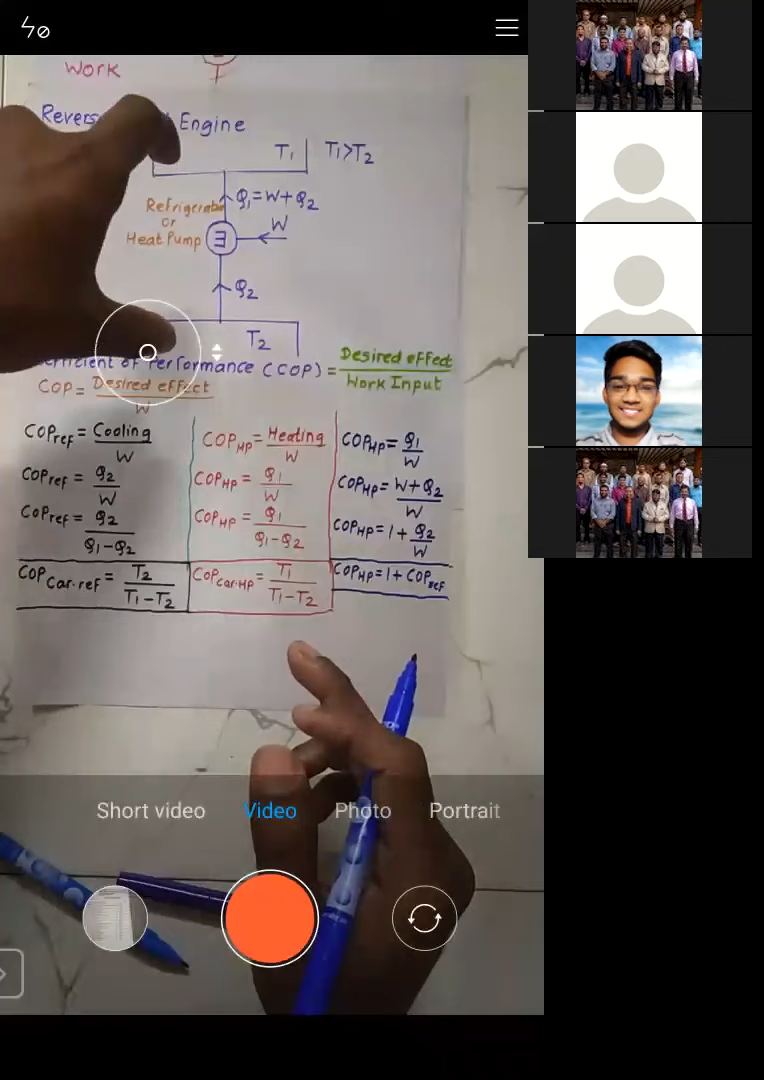 Work
Engine
T1
T1>T2
Q1=W+Q2
or
W
Heat Pump
E
Q2
T2
of Performance (COP) = Desired effect / Work Input
COP = Desired effect / W
COPref = Cooling / W
COPref = Q2 / W
COPref = Q2 / Q1-Q2
COPCar.ref = T2 / T1-T2
COPHP = Heating / W
COPHP = Q1 / W
COPHP = Q1 / Q1-Q2
COPCar.HP = T1 / T1-T2
COPHP = Q1 / W
COPHP = W+Q2 / W
COPHP = 1+ Q2 / W
COPHP = 1+ COPref
Short video Video Photo Portrait